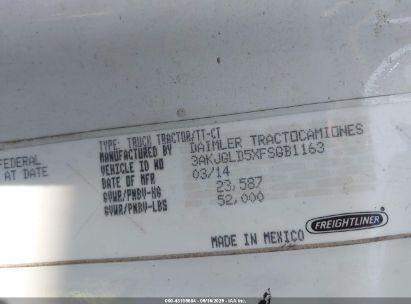 FEDERAL
AT DATE
TYPE: TRUCK TRACTOR/TT-CT
MANUFACTURED BY DAIMLER TRACTOCAMIONES
VEHICLE ID NO 3AKJGLD5XFSGB1163
DATE OF MFR 03/14
GVWR/PNBV-KG 23,587
GVWR/PNBV-LBS 52,000
MADE IN MEXICO FREIGHTLINER